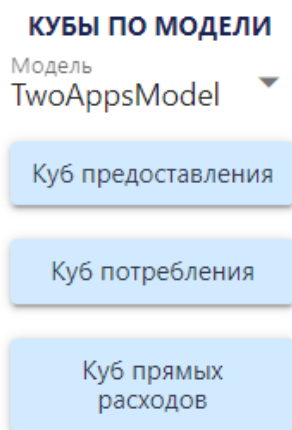 КУБЫ ПО МОДЕЛИ
Модель
TwoAppsModel
Куб предоставления
Куб потребления
Куб прямых
расходов